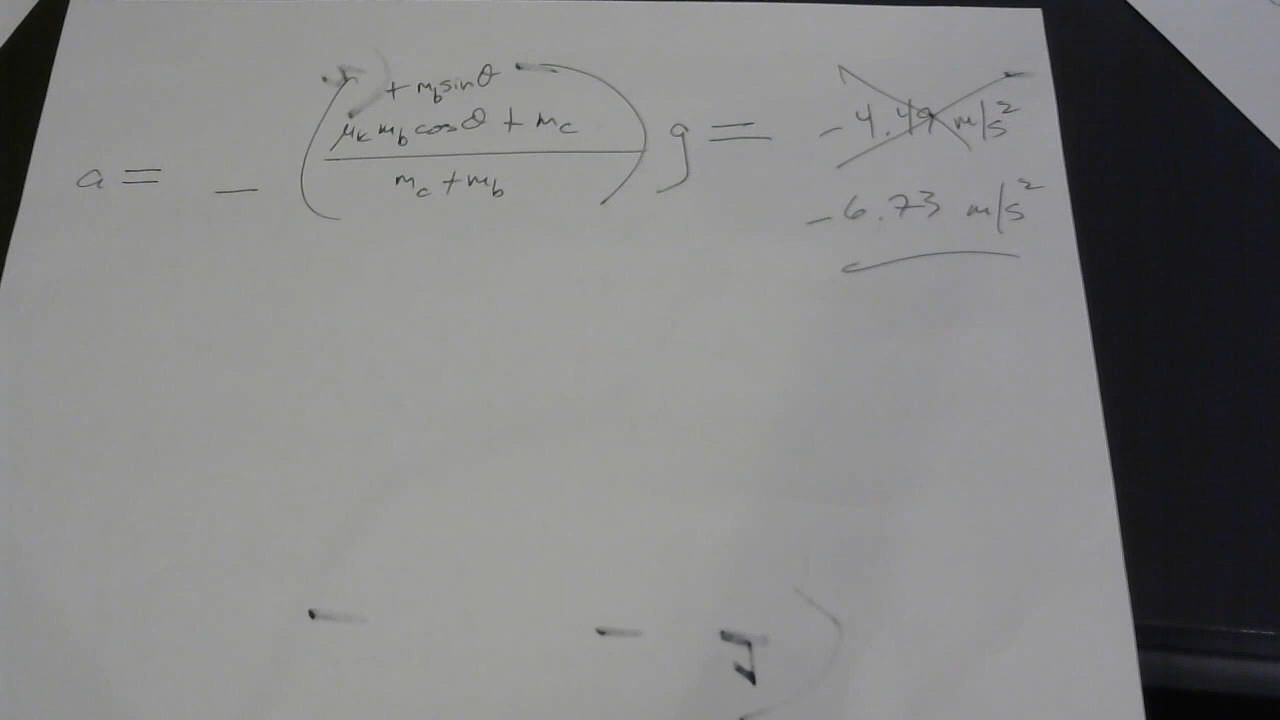 + m_b sinθ
a = - ( μ_k m_b cosθ + m_c / m_c + m_b ) g = -4.49 m/s²
-6.73 m/s²